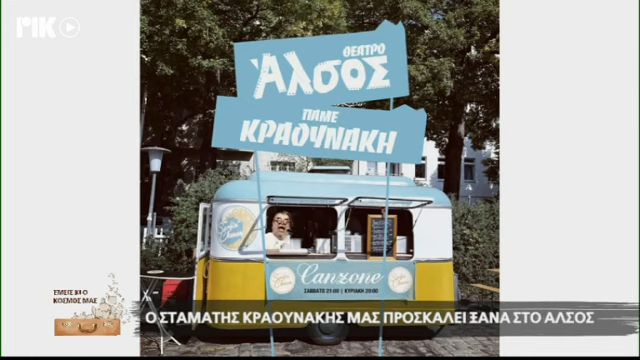 ΡΙΚ
ΘΕΑΤΡΟ
Άλσος
ΠΑΜΕ
ΚΡΑΟΥΝΑΚΗ
Canzone
ΣΑΒΒΑΤΟ 21:00 | ΚΥΡΙΑΚΗ 20:00
ΕΜΕΙΣ ΚΙ Ο
ΚΟΣΜΟΣ ΜΑΣ
Ο ΣΤΑΜΑΤΗΣ ΚΡΑΟΥΝΑΚΗΣ ΜΑΣ ΠΡΟΣΚΑΛΕΙ ΞΑΝΑ ΣΤΟ ΑΛΣΟΣ